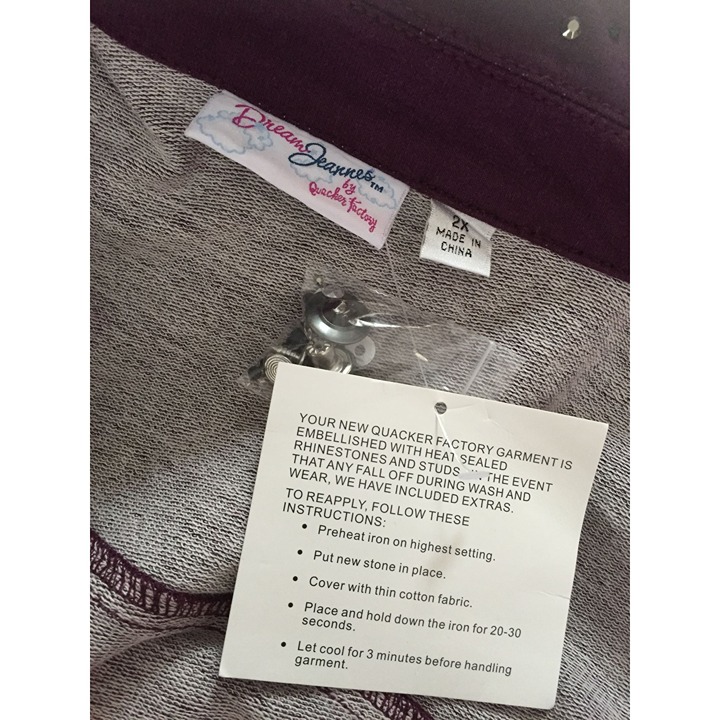 Dream
Jeannes™
by
Quacker Factory
2X
MADE IN
CHINA
YOUR NEW QUACKER FACTORY GARMENT IS
EMBELLISHED WITH HEAT SEALED
RHINESTONES AND STUDS. IN THE EVENT
THAT ANY FALL OFF DURING WASH AND
WEAR, WE HAVE INCLUDED EXTRAS.
TO REAPPLY, FOLLOW THESE
INSTRUCTIONS:
• Preheat iron on highest setting.
• Put new stone in place.
• Cover with thin cotton fabric.
• Place and hold down the iron for 20-30
seconds.
• Let cool for 3 minutes before handling
garment.